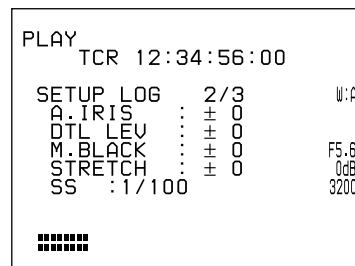 PLAY
TCR 12:34:56:00
SETUP LOG 2/3 W:A
A.IRIS : ± 0
DTL LEV : ± 0
M.BLACK : ± 0 F5.6
STRETCH : ± 0 0dB
SS :1/100 3200